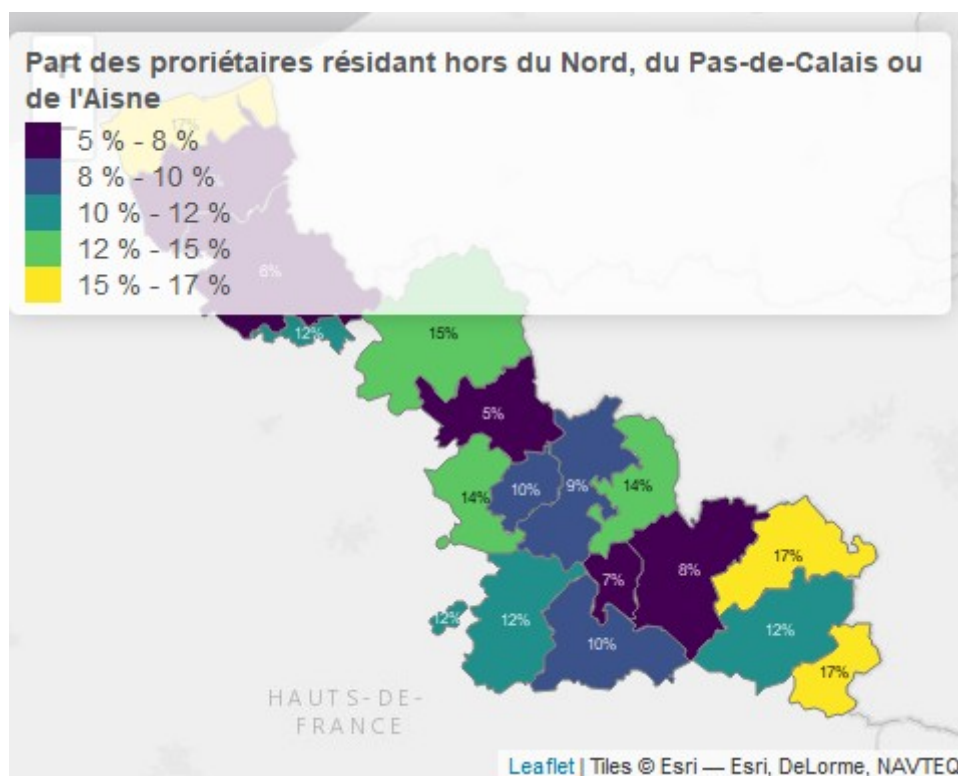 Part des proriétaires résidant hors du Nord, du Pas-de-Calais ou
de l'Aisne
5 % - 8 %
8 % - 10 %
10 % - 12 %
12 % - 15 %
15 % - 17 %
17%
6%
12%
15%
5%
14%
10%
9%
14%
17%
7%
8%
12%
12%
12%
10%
17%
HAUTS-DE-
FRANCE
Leaflet | Tiles © Esri — Esri, DeLorme, NAVTEQ